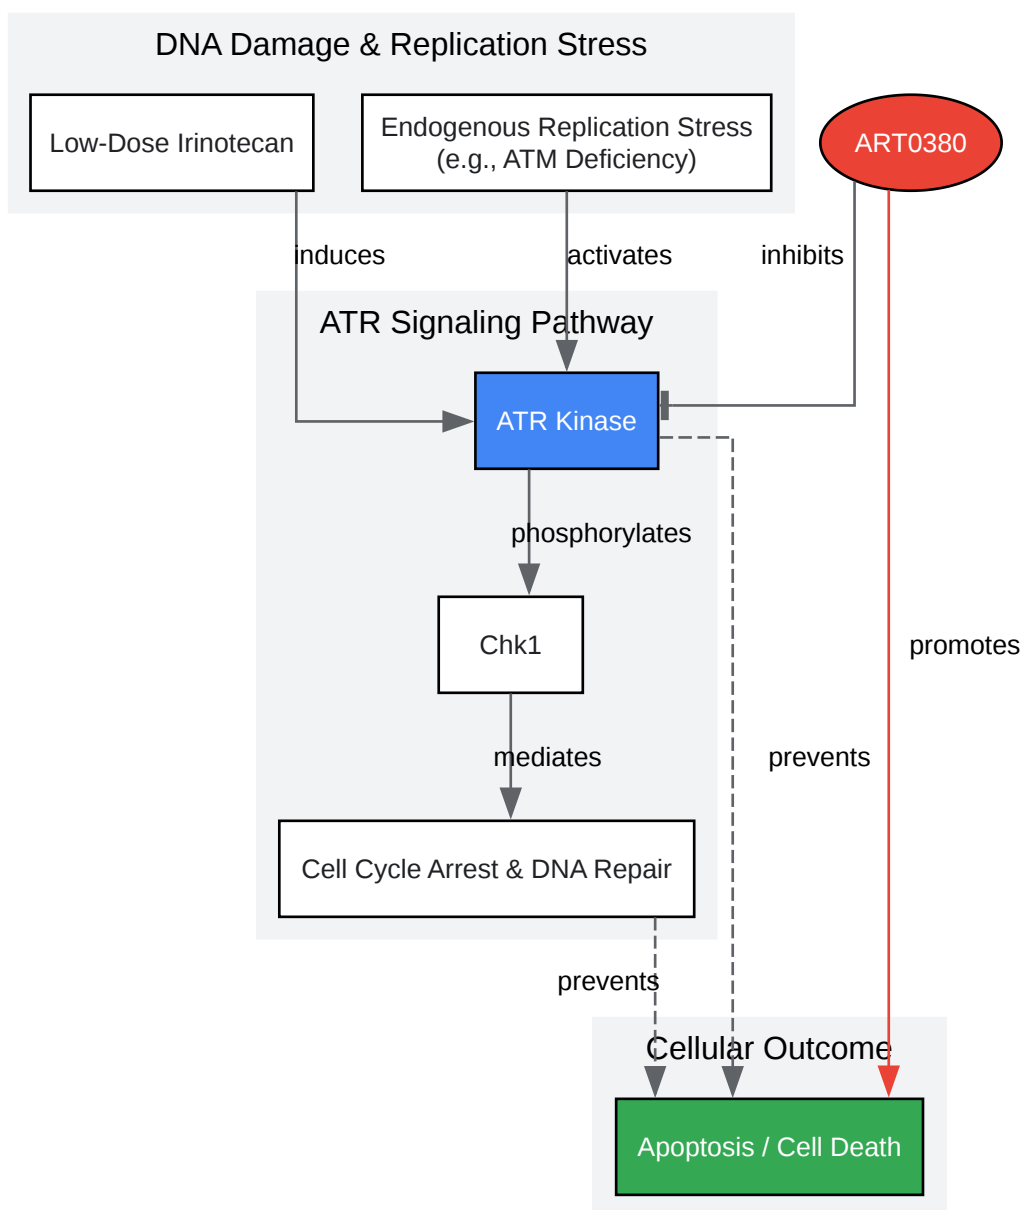 DNA Damage & Replication Stress
Low-Dose Irinotecan
Endogenous Replication Stress
(e.g., ATM Deficiency)
ART0380
induces
activates
inhibits
ATR Signaling Pathway
ATR Kinase
phosphorylates
Chk1
promotes
mediates
prevents
Cell Cycle Arrest & DNA Repair
prevents
Cellular Outcome
Apoptosis / Cell Death